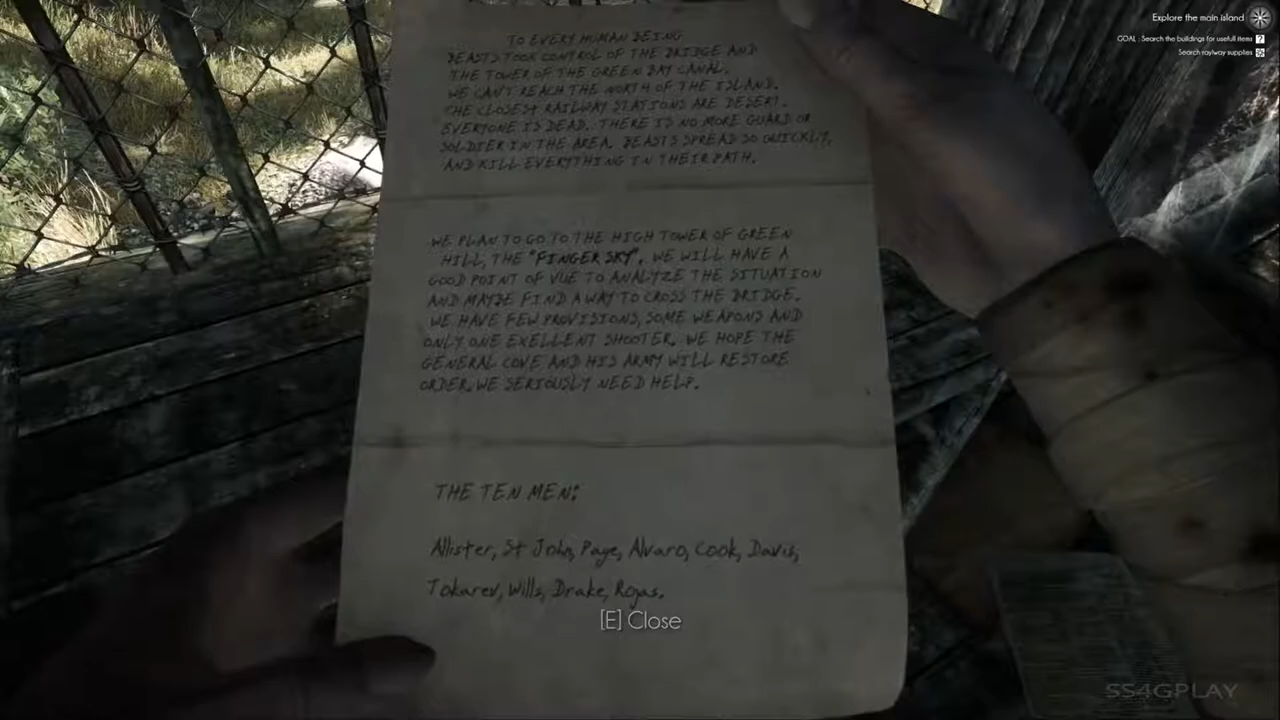 Explore the main island
GOAL : Search the buildings for usefull items ?
Search raylway supplies
TO EVERY HUMAN BEING
BEASTS TOOK CONTROL OF THE BRIDGE AND
THE TOWER OF THE GREEN BAY CANAL.
WE CAN'T REACH THE NORTH OF THE ISLAND.
THE CLOSEST RAILWAY STATIONS ARE DESERT.
EVERYONE IS DEAD. THERE IS NO MORE GUARD OR
SOLDIER IN THE AREA. BEASTS SPREAD SO QUICKLY,
AND KILL EVERYTHING IN THEIR PATH.
WE PLAN TO GO TO THE HIGH TOWER OF GREEN
HILL, THE "FINGER SKY". WE WILL HAVE A
GOOD POINT OF VUE TO ANALYZE THE SITUATION
AND MAYBE FIND A WAY TO CROSS THE BRIDGE.
WE HAVE FEW PROVISIONS, SOME WEAPONS AND
ONLY ONE EXELLENT SHOOTER. WE HOPE THE
GENERAL COVE AND HIS ARMY WILL RESTORE
ORDER. WE SERIOUSLY NEED HELP.
THE TEN MEN:
Allister, St John, Paye, Alvaro, Cook, Davis,
Tokarev, Wills, Drake, Rojas.
[E] Close
SS4GPLAY